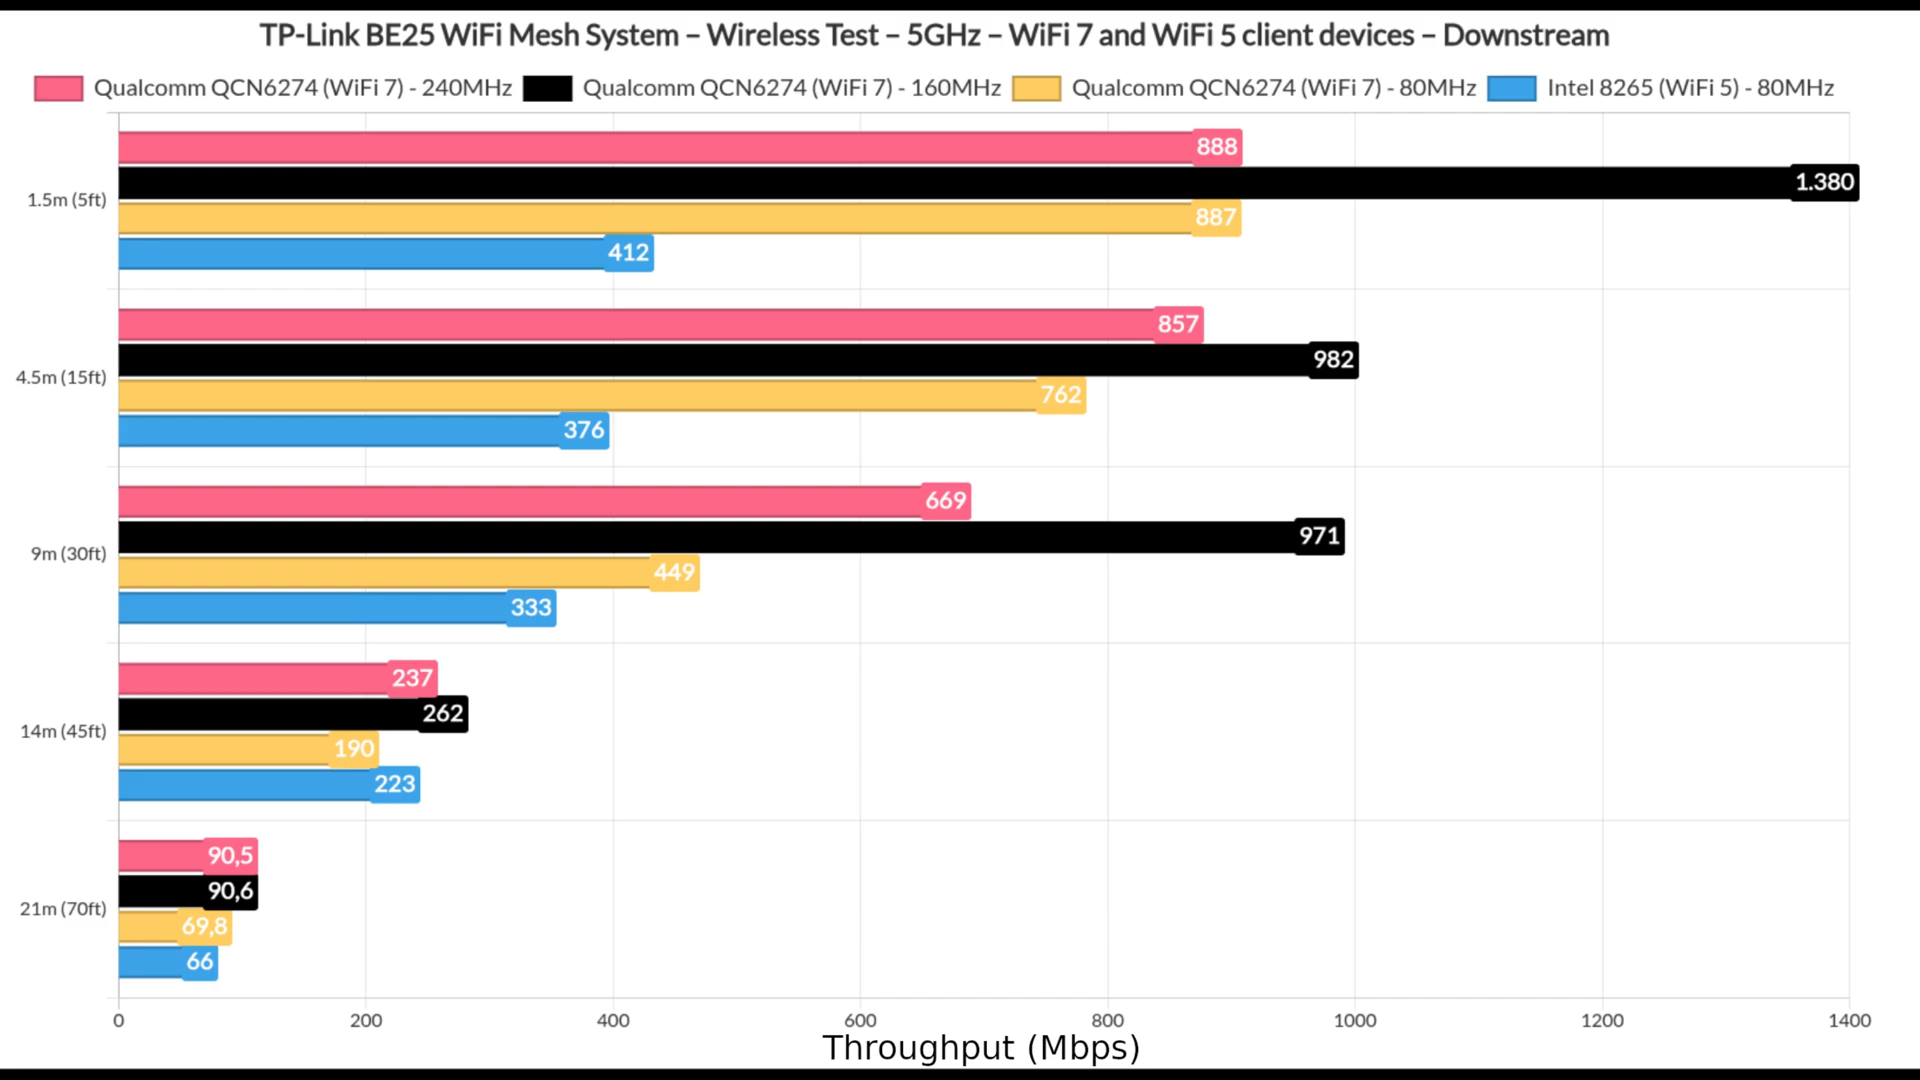 TP-Link BE25 WiFi Mesh System – Wireless Test – 5GHz – WiFi 7 and WiFi 5 client devices – Downstream
Qualcomm QCN6274 (WiFi 7) - 240MHz Qualcomm QCN6274 (WiFi 7) - 160MHz Qualcomm QCN6274 (WiFi 7) - 80MHz Intel 8265 (WiFi 5) - 80MHz
888
1.380
1.5m (5ft)
887
412
857
982
4.5m (15ft)
762
376
669
971
9m (30ft)
449
333
237
262
14m (45ft)
190
223
90,5
90,6
21m (70ft)
69,8
66
0 200 400 600 800 1000 1200 1400
Throughput (Mbps)